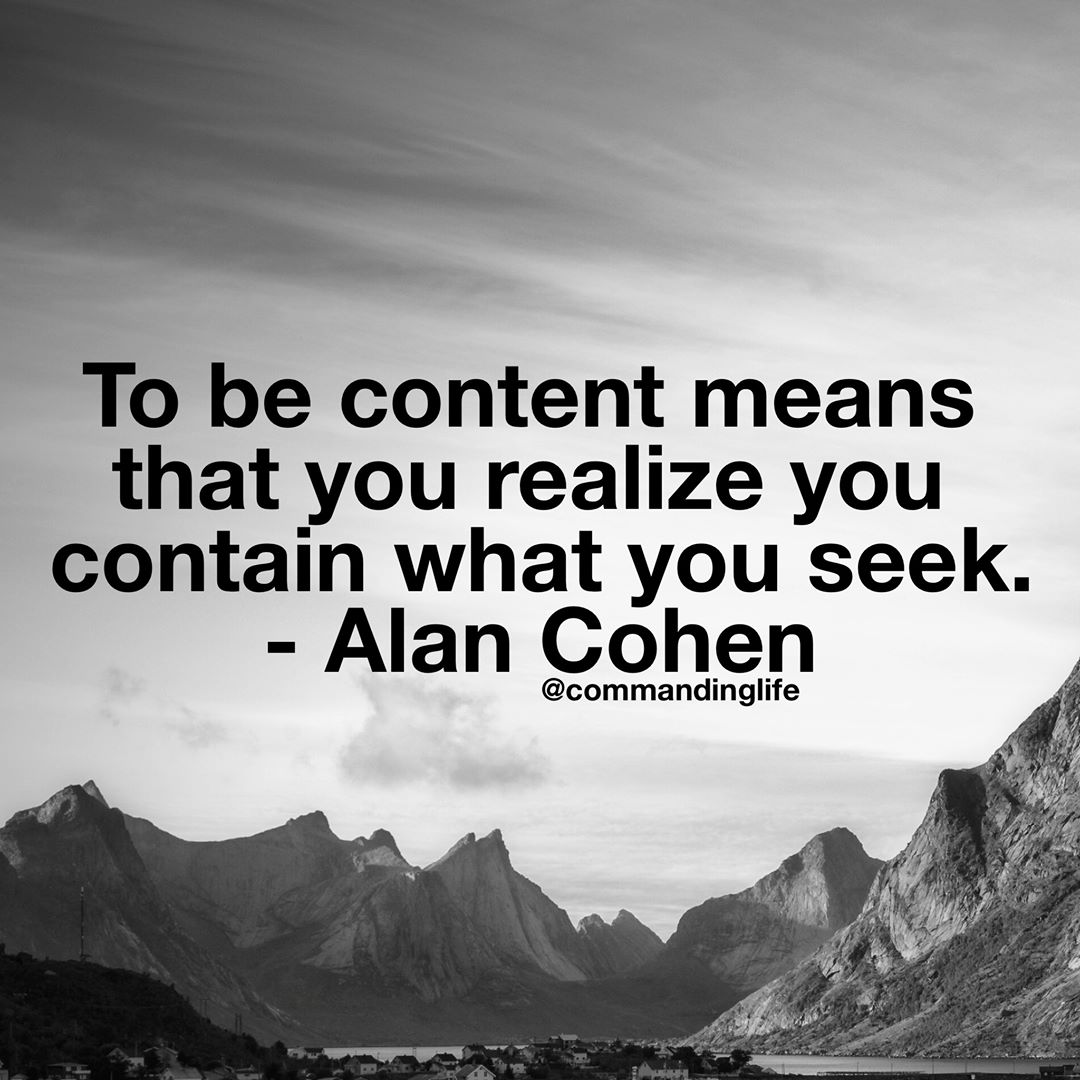 To be content means
that you realize you
contain what you seek.
- Alan Cohen
@commandinglife